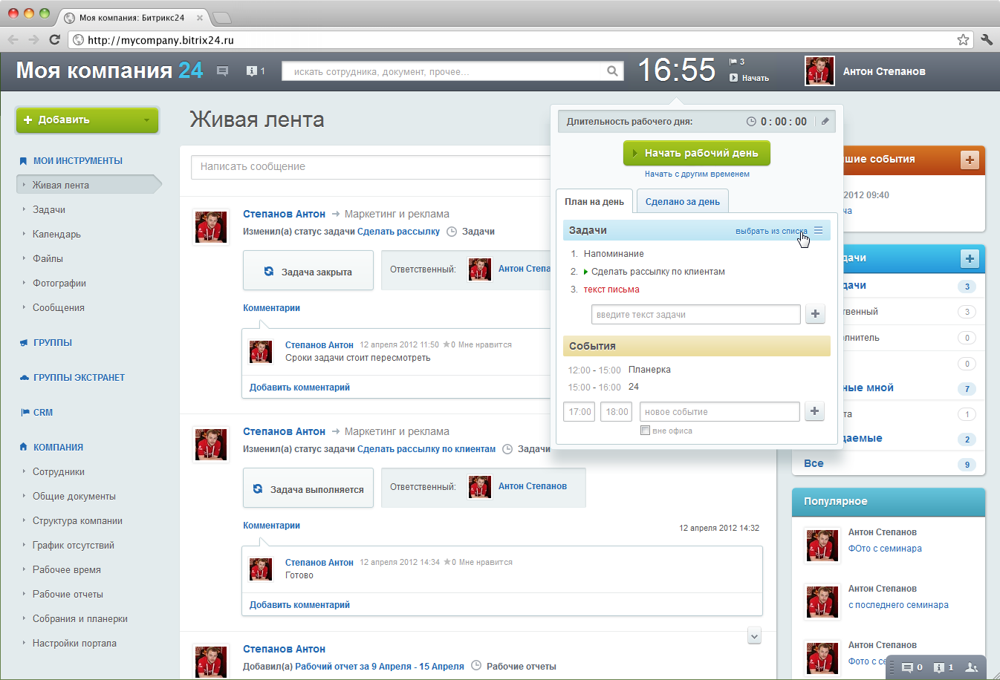 Моя компания: Битрикс24
http://mycompany.bitrix24.ru
Моя компания 24
1
искать сотрудника, документ, прочее...
16:55
3
Начать
Антон Степанов
Добавить
МОИ ИНСТРУМЕНТЫ
Живая лента
Задачи
Календарь
Файлы
Фотографии
Сообщения
ГРУППЫ
ГРУППЫ ЭКСТРАНЕТ
CRM
КОМПАНИЯ
Сотрудники
Общие документы
Структура компании
График отсутствий
Рабочее время
Рабочие отчеты
Собрания и планерки
Настройки портала
Живая лента
Написать сообщение
Степанов Антон → Маркетинг и реклама
Изменил(а) статус задачи Сделать рассылку Задачи
Задача закрыта
Ответственный: Антон Степа
Комментарии
Степанов Антон 12 апреля 2012 11:50 ★0 Мне нравится
Сроки задачи стоит пересмотреть
Добавить комментарий
Степанов Антон → Маркетинг и реклама
Изменил(а) статус задачи Сделать рассылку по клиентам Задачи
Задача выполняется
Ответственный: Антон Степанов
Комментарии
12 апреля 2012 14:32
Степанов Антон 12 апреля 2012 14:34 ★0 Мне нравится
Готово
Добавить комментарий
Степанов Антон
Добавил(а) Рабочий отчет за 9 Апреля - 15 Апреля Рабочие отчеты
Длительность рабочего дня: 0 : 00 : 00
Начать рабочий день
Начать с другим временем
План на день
Сделано за день
Задачи
выбрать из списка
1. Напоминание
2. Сделать рассылку по клиентам
3. текст письма
введите текст задачи
События
12:00 - 15:00 Планерка
15:00 - 16:00 24
17:00 18:00 новое событие
вне офиса
шие события
2012 09:40
ча
дачи
дачи 3
твенный 3
лнитель 0
0
ные мной 7
та 1
даемые 2
Все 9
Популярное
Антон Степанов
ФОто с семинара
Антон Степанов
с последнего семинара
Антон Степанов
Фото с се
0
1